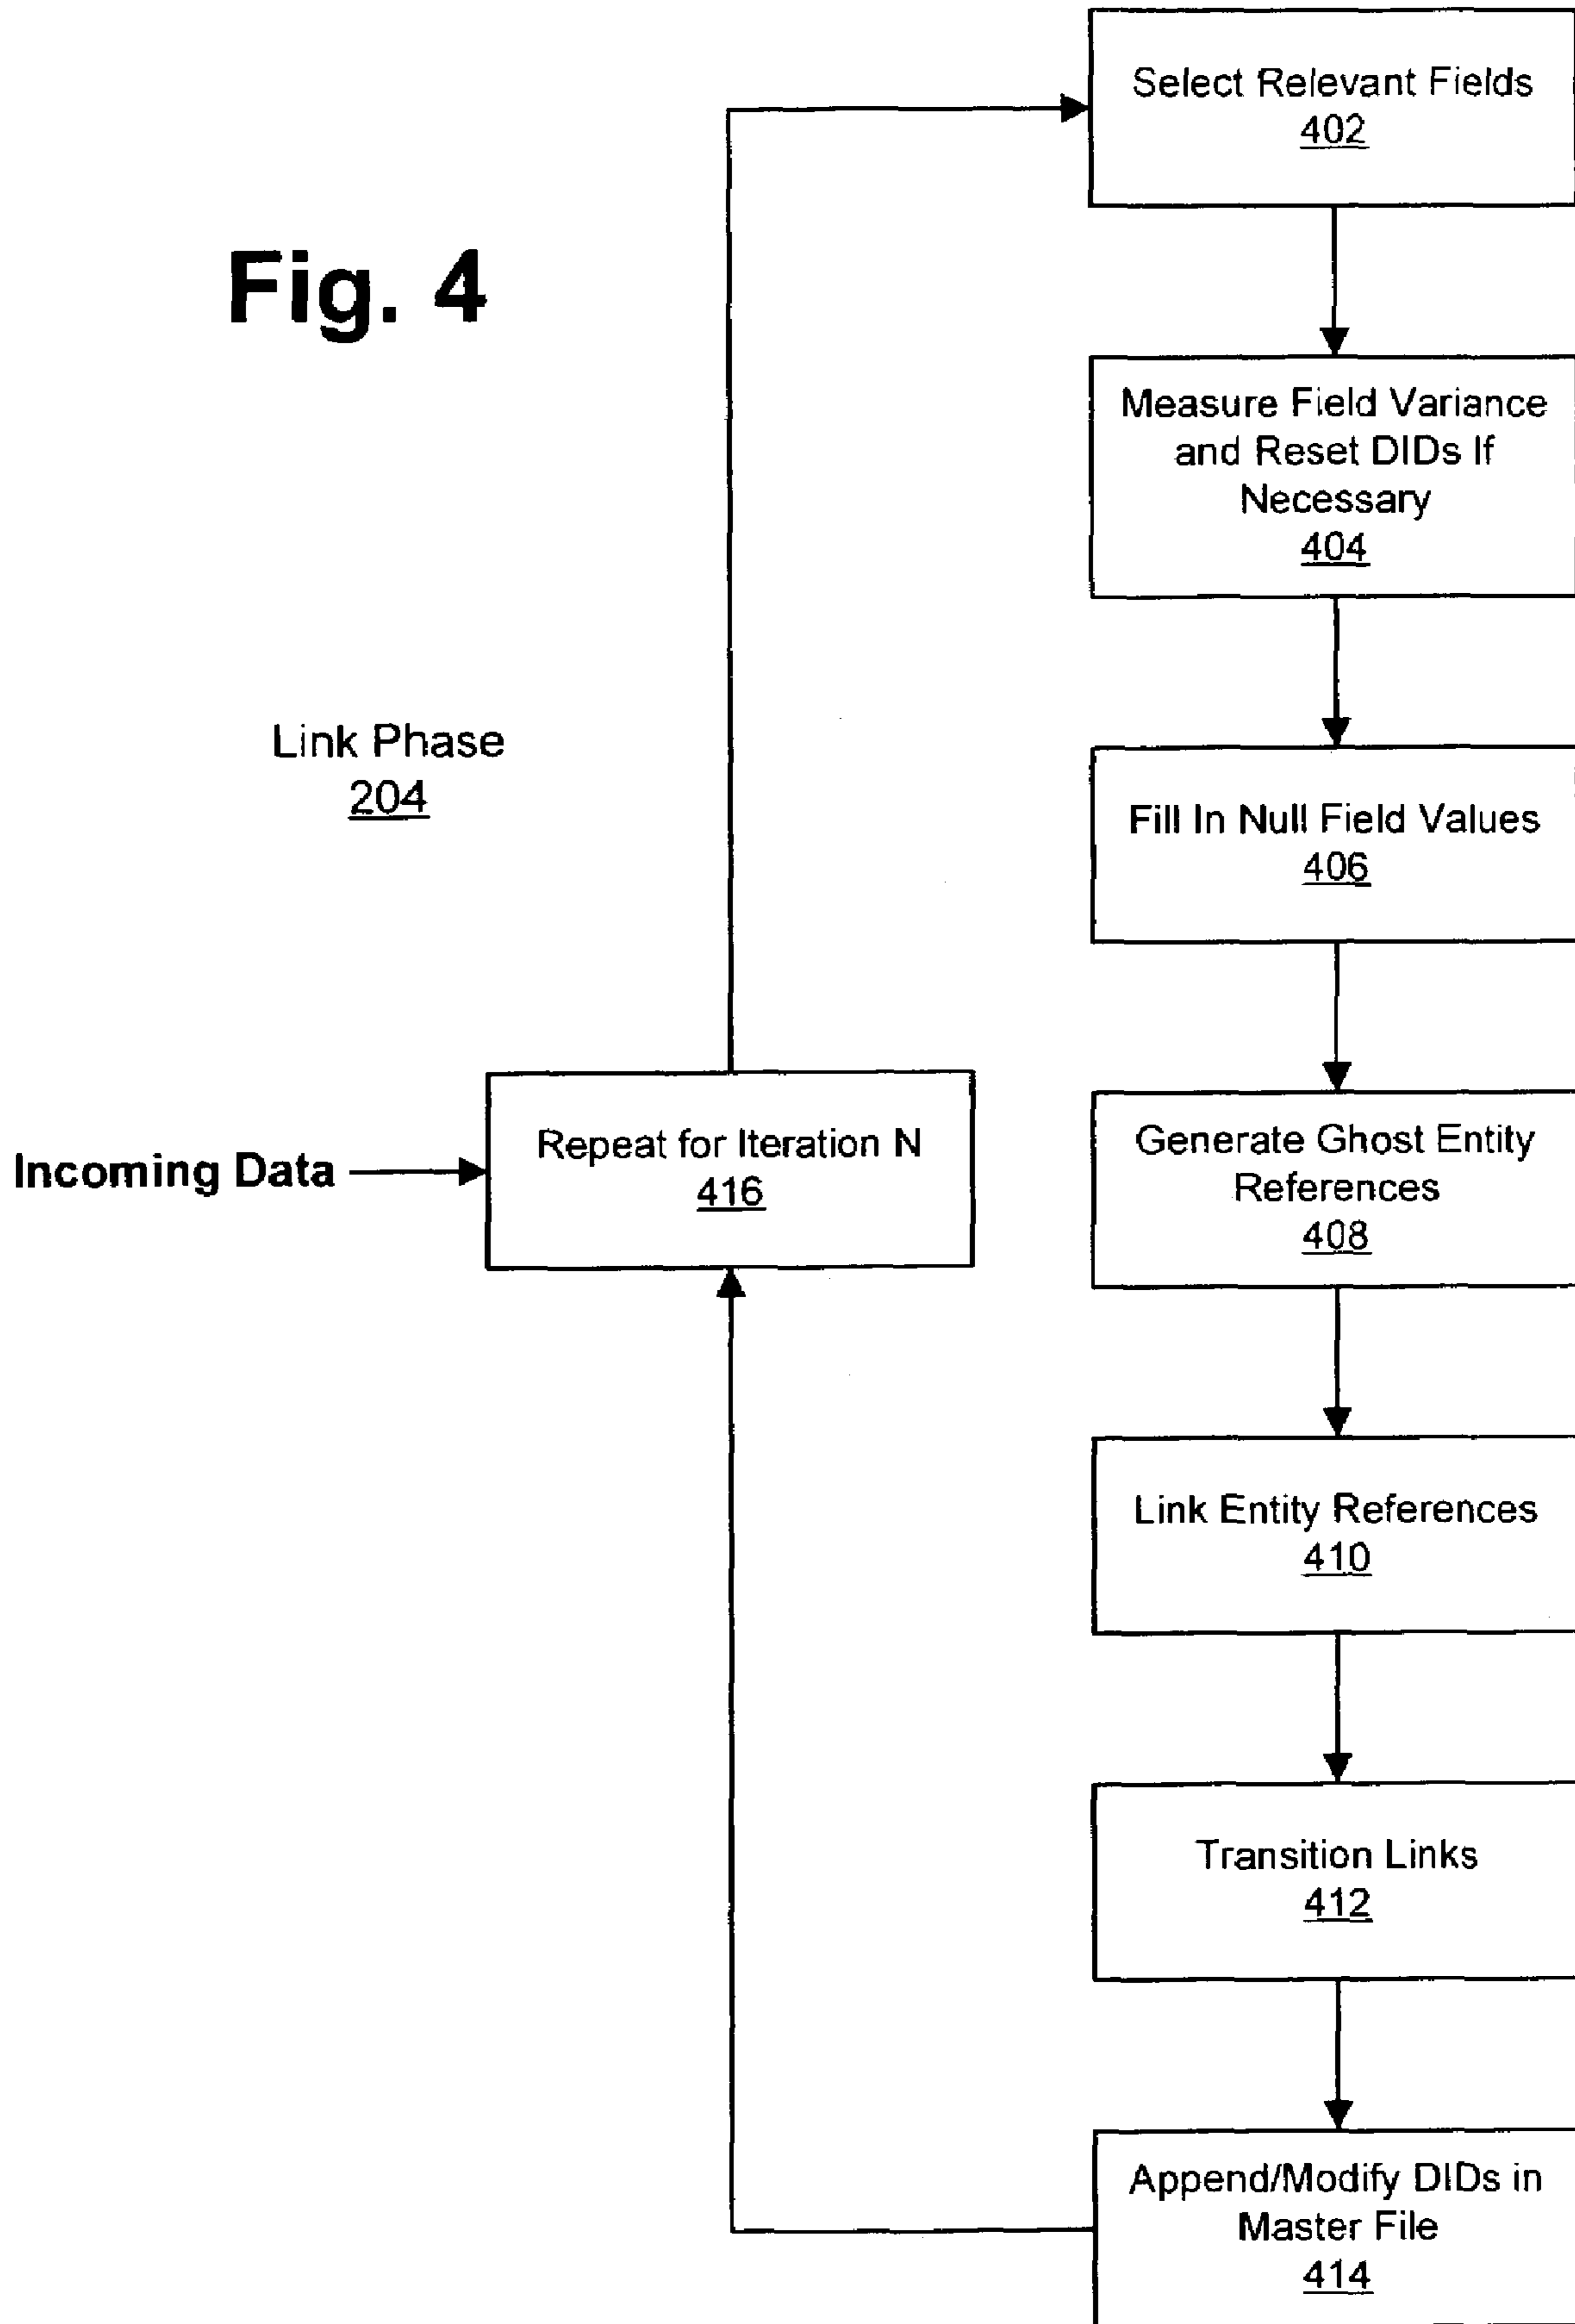 Fig. 4
Link Phase
204
Incoming Data
Repeat for Iteration N
416
Select Relevant Fields
402
Measure Field Variance
and Reset DIDs If
Necessary
404
Fill In Null Field Values
406
Generate Ghost Entity
References
408
Link Entity References
410
Transition Links
412
Append/Modify DIDs in
Master File
414